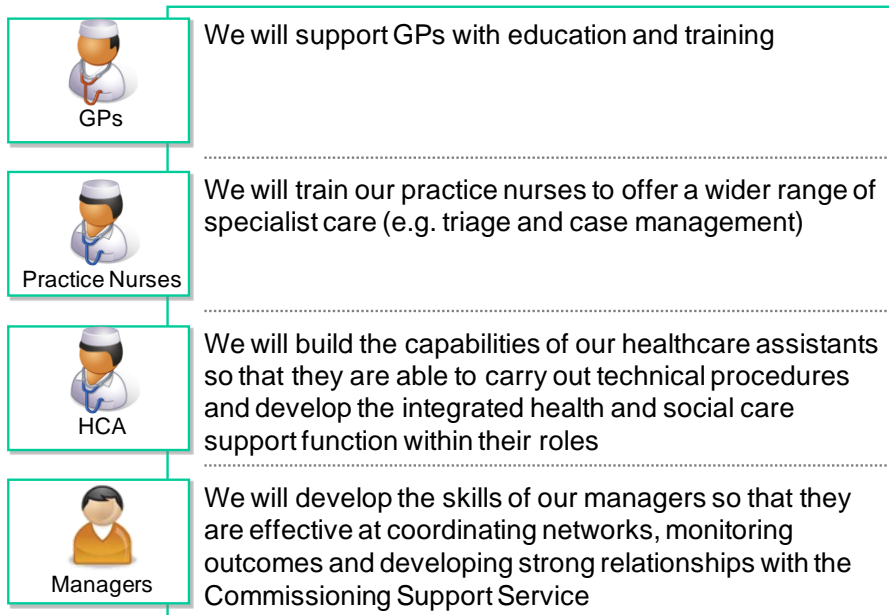 We will support GPs with education and training
GPs
We will train our practice nurses to offer a wider range of
specialist care (e.g. triage and case management)
Practice Nurses
We will build the capabilities of our healthcare assistants
so that they are able to carry out technical procedures
and develop the integrated health and social care
support function within their roles
HCA
We will develop the skills of our managers so that they
are effective at coordinating networks, monitoring
outcomes and developing strong relationships with the
Commissioning Support Service
Managers